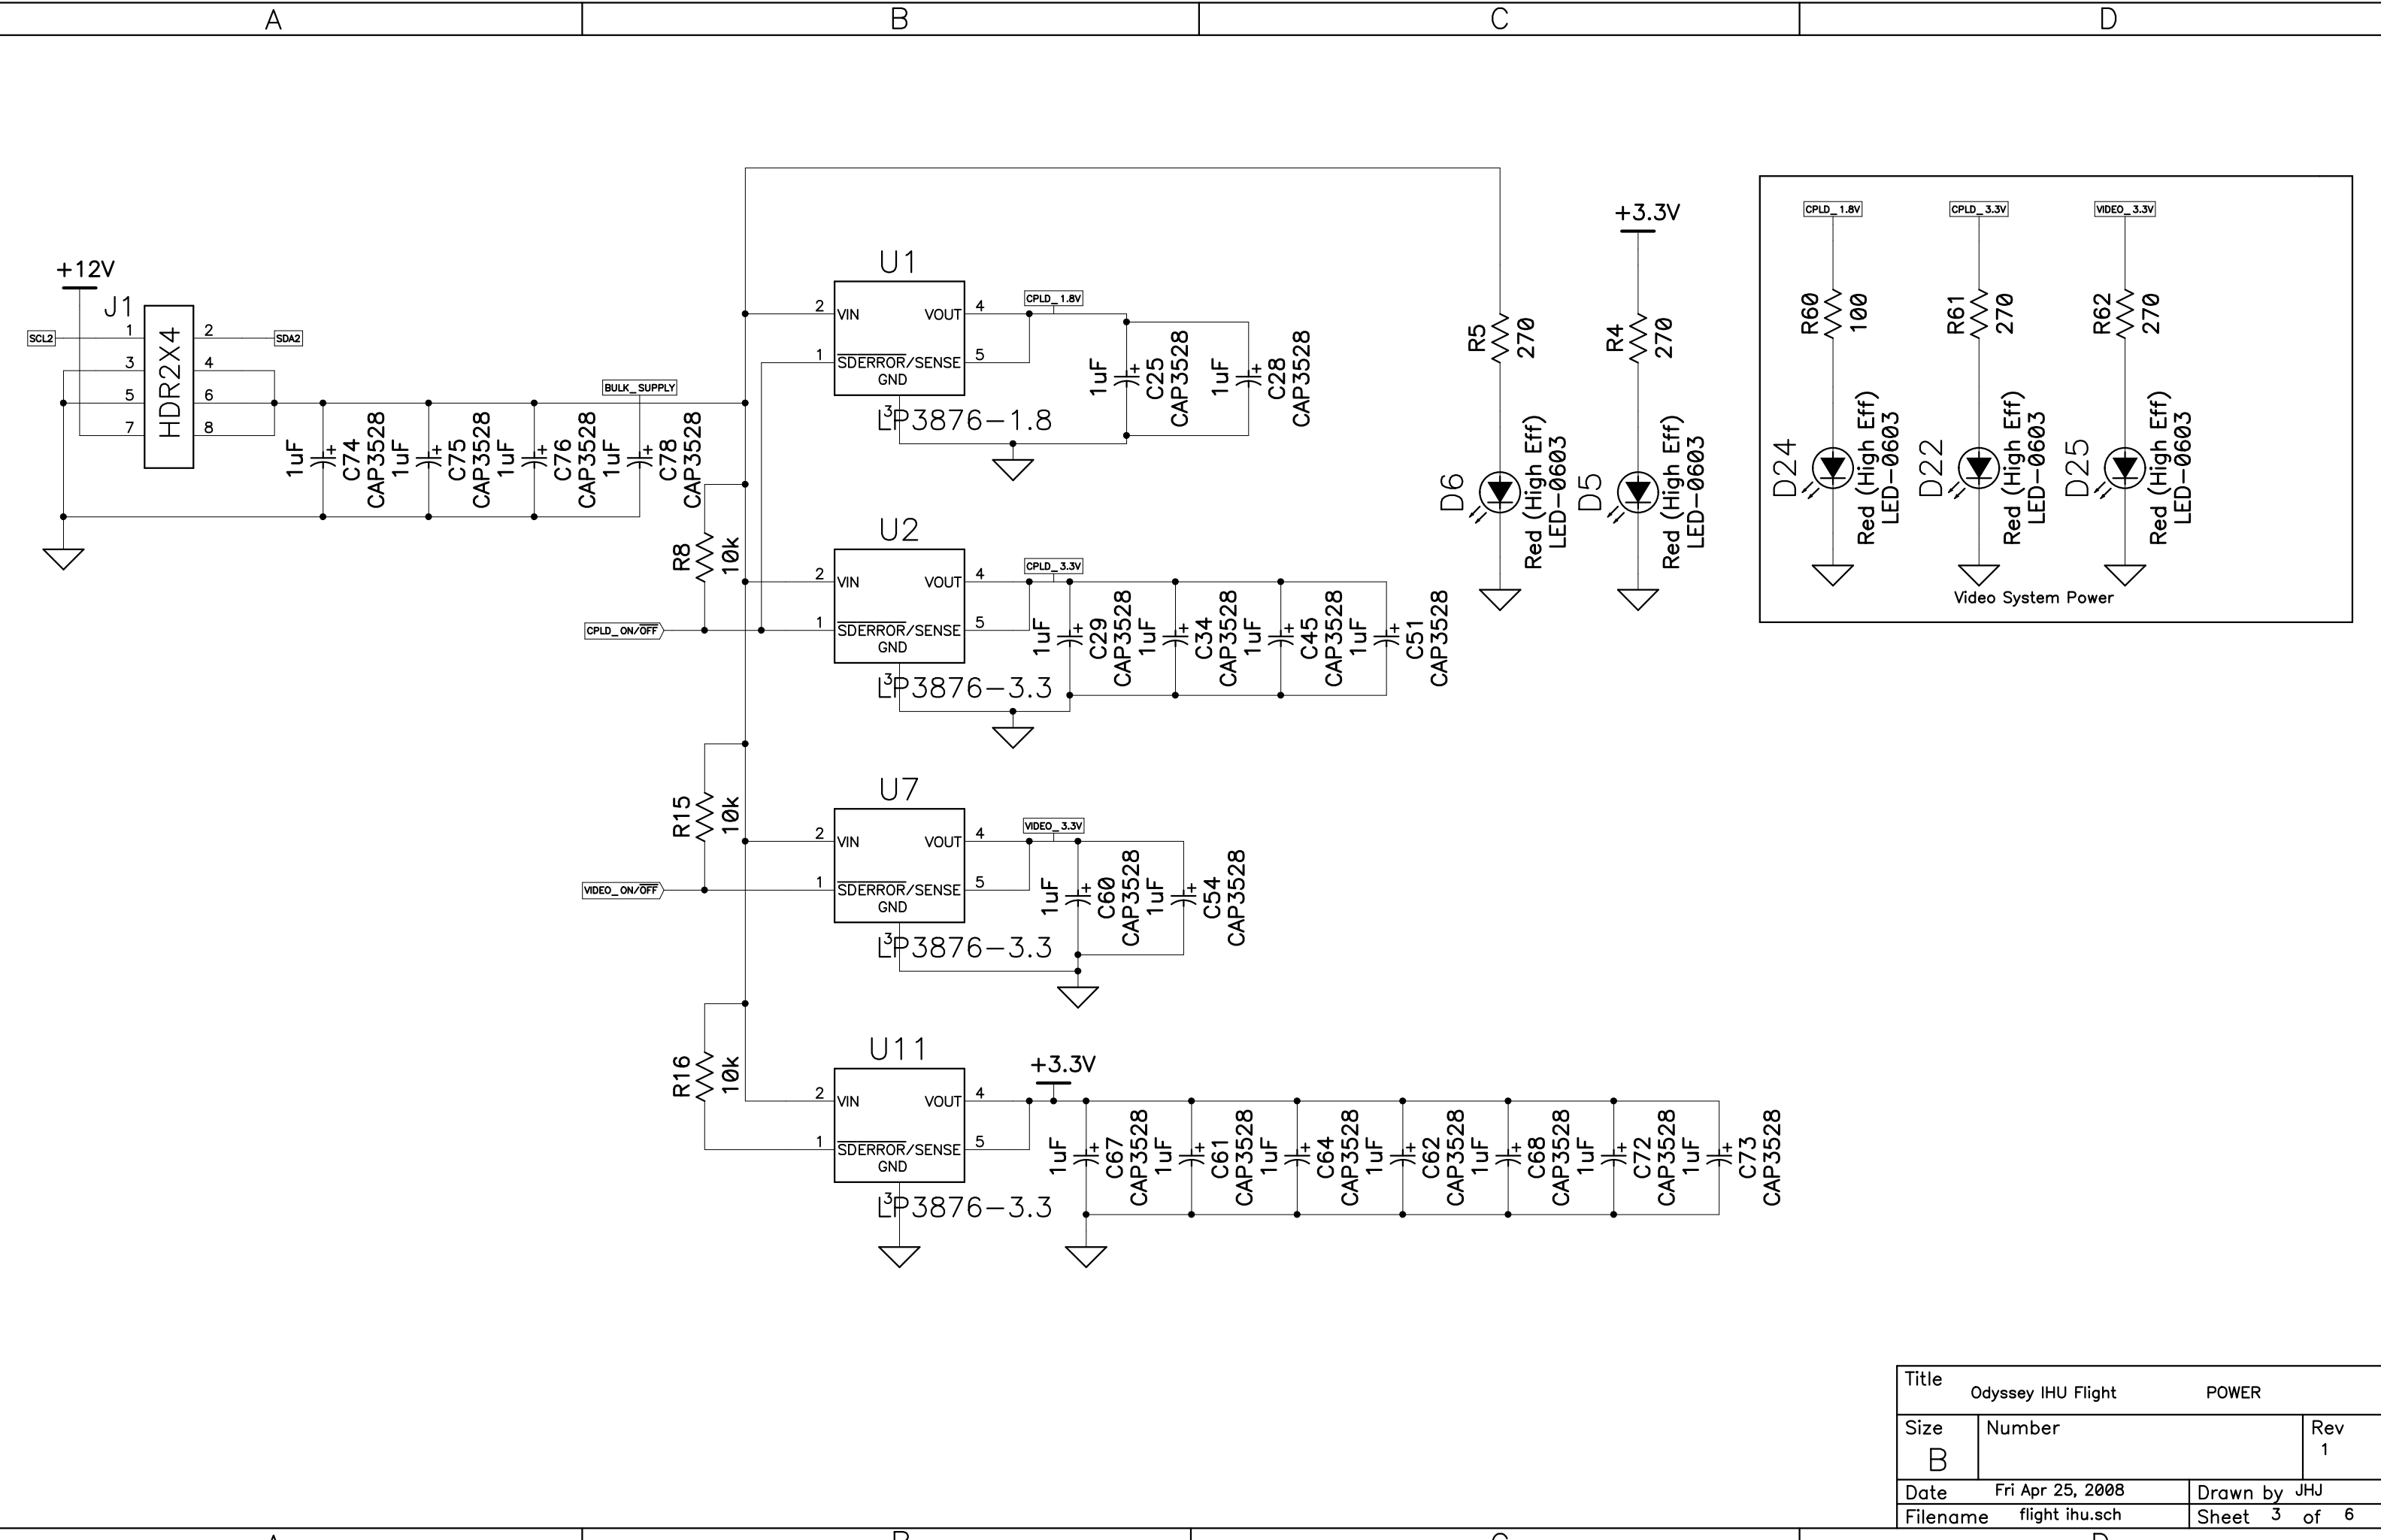 A B C D
+12V
J1
HDR2X4
SCL2
1
2
SDA2
3
4
5
6
7
8
1uF
C74
CAP3528
1uF
C75
CAP3528
1uF
C76
CAP3528
BULK_SUPPLY
1uF
C78
CAP3528
U1
2 VIN VOUT 4
1 SDERROR/SENSE 5
GND
3
LP3876-1.8
CPLD_1.8V
1uF
C25
CAP3528
1uF
C28
CAP3528
R8
10k
CPLD_ON/OFF
U2
2 VIN VOUT 4
1 SDERROR/SENSE 5
GND
3
LP3876-3.3
CPLD_3.3V
1uF
C29
CAP3528
1uF
C34
CAP3528
1uF
C45
CAP3528
1uF
C51
CAP3528
R15
10k
VIDEO_ON/OFF
U7
2 VIN VOUT 4
1 SDERROR/SENSE 5
GND
3
LP3876-3.3
VIDEO_3.3V
1uF
C60
CAP3528
1uF
C54
CAP3528
R16
10k
U11
2 VIN VOUT 4
1 SDERROR/SENSE 5
GND
3
LP3876-3.3
+3.3V
1uF
C67
CAP3528
1uF
C61
CAP3528
1uF
C64
CAP3528
1uF
C62
CAP3528
1uF
C68
CAP3528
1uF
C72
CAP3528
1uF
C73
CAP3528
R5
270
D6
Red (High Eff)
LED-0603
+3.3V
R4
270
D5
Red (High Eff)
LED-0603
CPLD_1.8V
R60
100
D24
Red (High Eff)
LED-0603
CPLD_3.3V
R61
270
D22
Red (High Eff)
LED-0603
VIDEO_3.3V
R62
270
D25
Red (High Eff)
LED-0603
Video System Power
Title
Odyssey IHU Flight POWER
Size Number Rev
B 1
Date Fri Apr 25, 2008 Drawn by JHJ
Filename flight ihu.sch Sheet 3 of 6